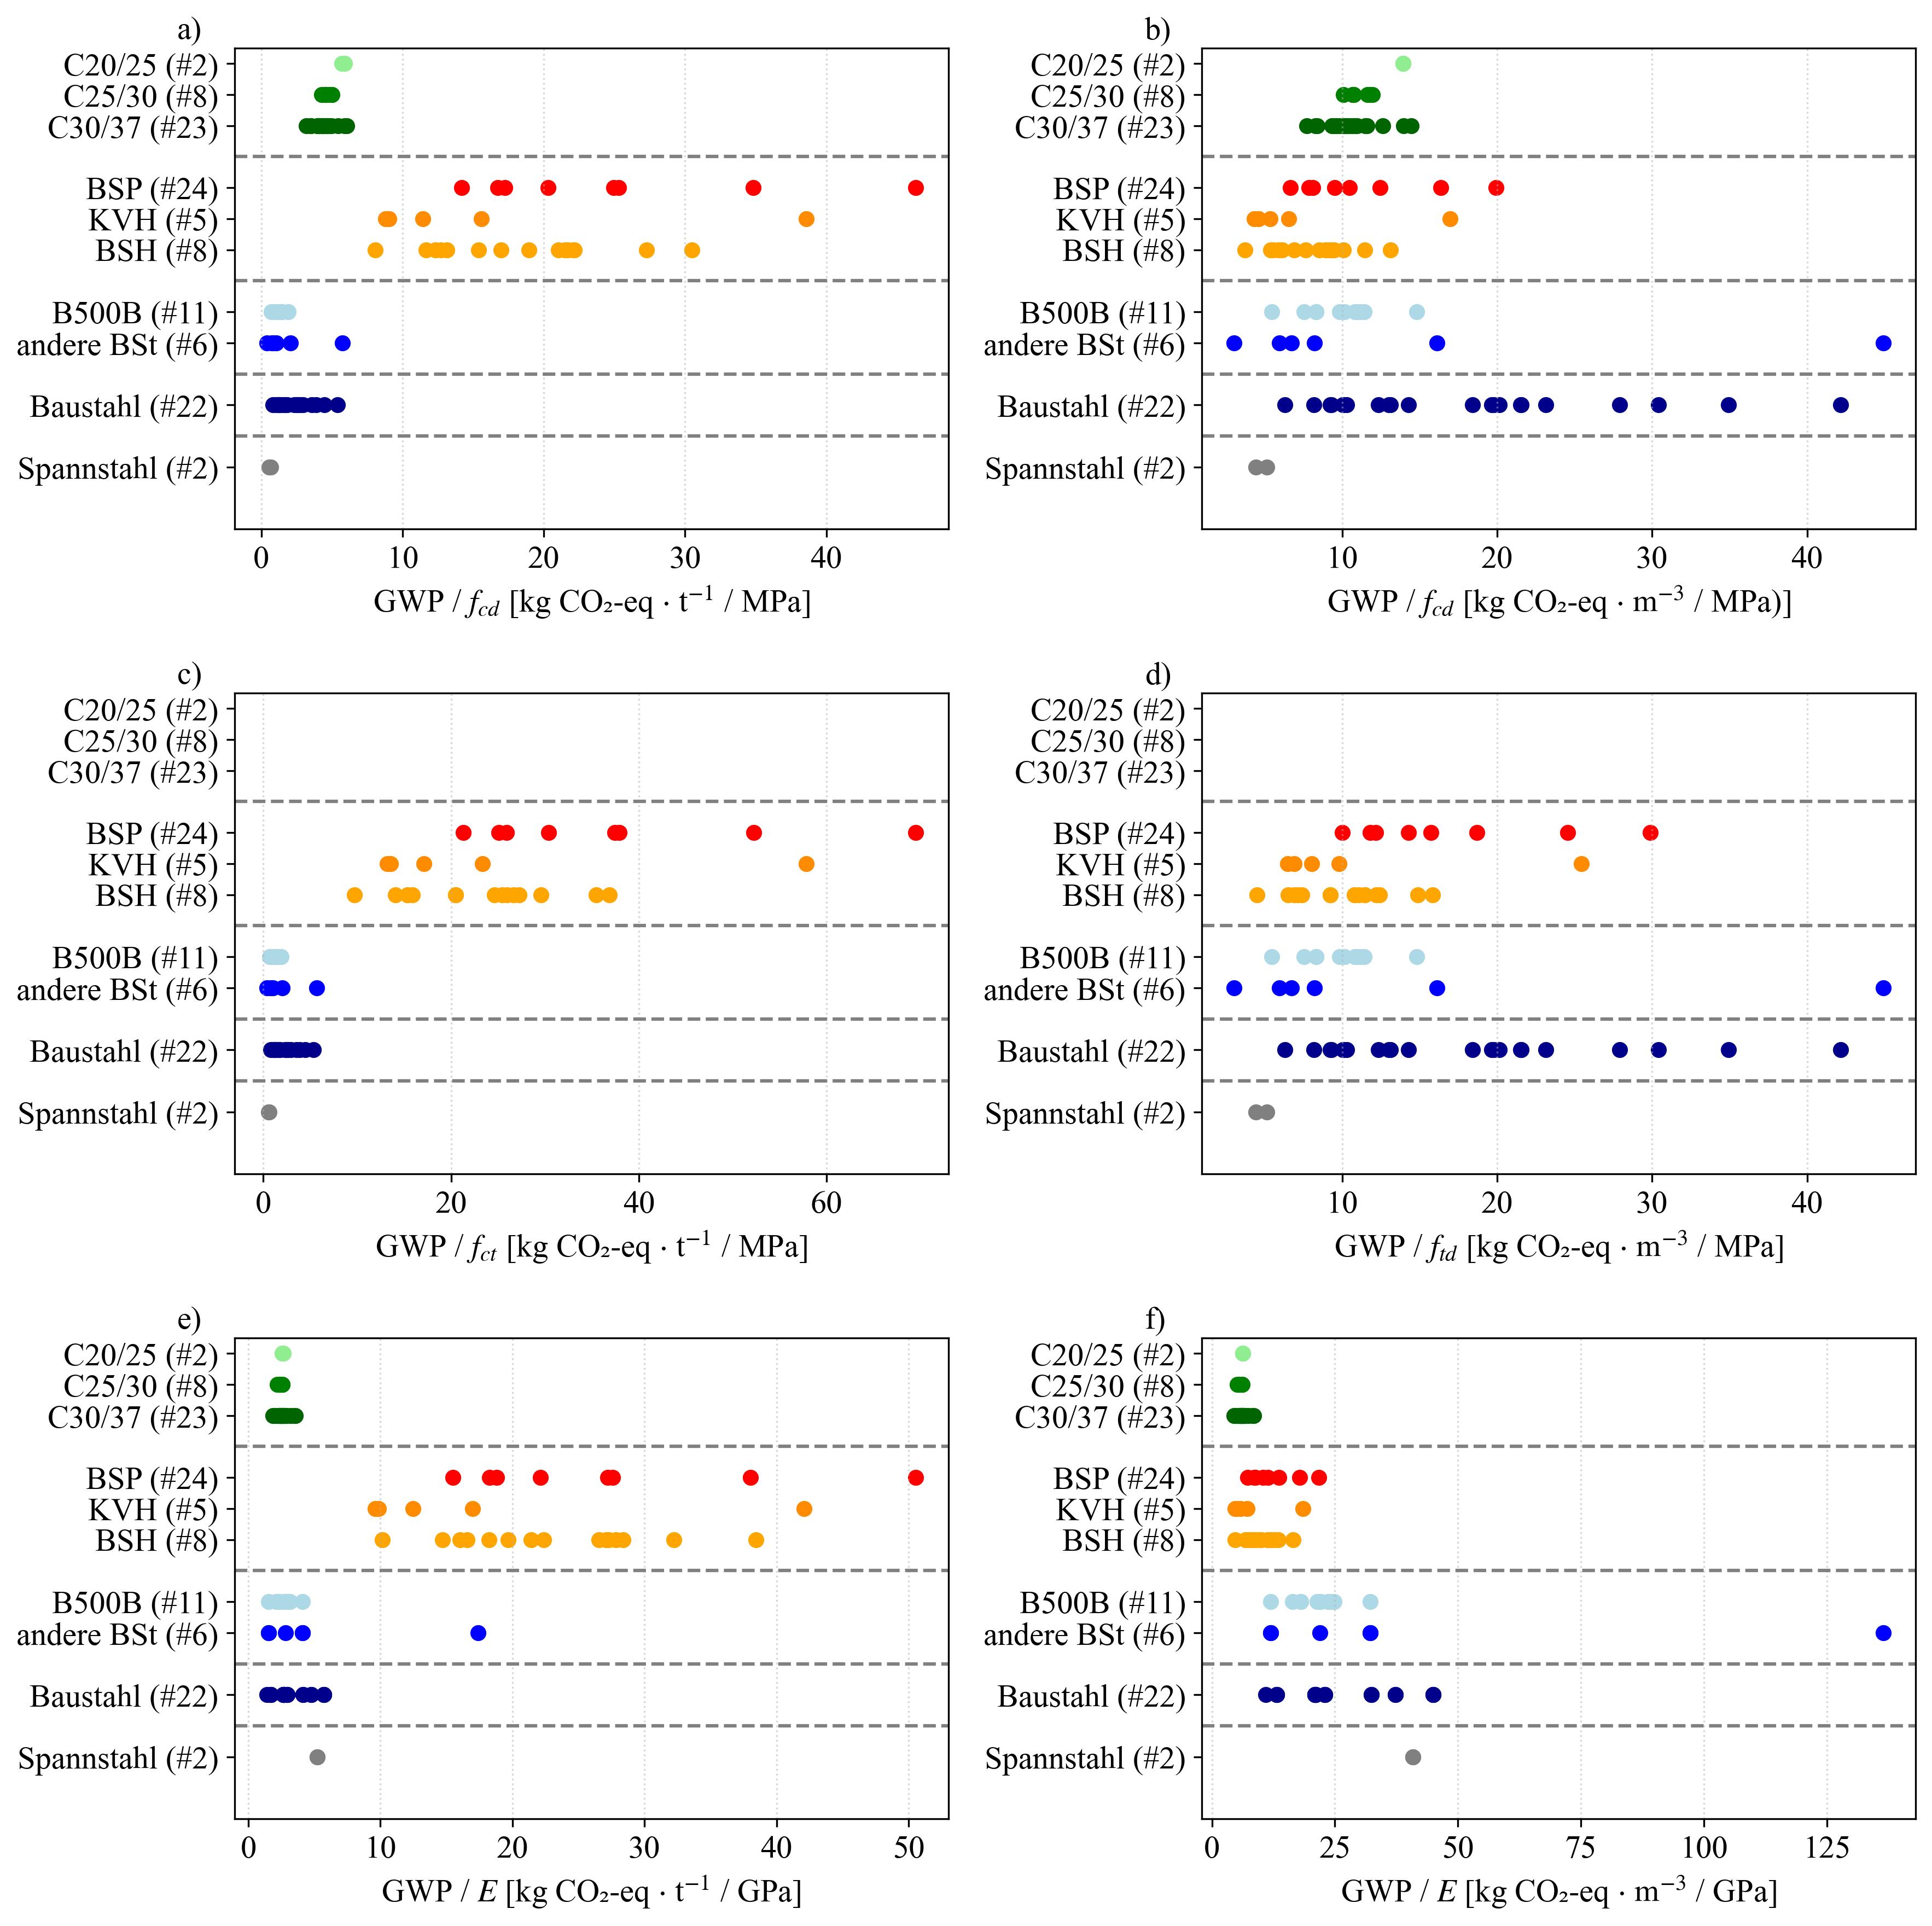 a)
C20/25 (#2)
C25/30 (#8)
C30/37 (#23)
BSP (#24)
KVH (#5)
BSH (#8)
B500B (#11)
andere BSt (#6)
Baustahl (#22)
Spannstahl (#2)
0 10 20 30 40
GWP / f_cd [kg CO₂-eq · t⁻¹ / MPa]
b)
C20/25 (#2)
C25/30 (#8)
C30/37 (#23)
BSP (#24)
KVH (#5)
BSH (#8)
B500B (#11)
andere BSt (#6)
Baustahl (#22)
Spannstahl (#2)
10 20 30 40
GWP / f_cd [kg CO₂-eq · m⁻³ / MPa)]
c)
C20/25 (#2)
C25/30 (#8)
C30/37 (#23)
BSP (#24)
KVH (#5)
BSH (#8)
B500B (#11)
andere BSt (#6)
Baustahl (#22)
Spannstahl (#2)
0 20 40 60
GWP / f_ct [kg CO₂-eq · t⁻¹ / MPa]
d)
C20/25 (#2)
C25/30 (#8)
C30/37 (#23)
BSP (#24)
KVH (#5)
BSH (#8)
B500B (#11)
andere BSt (#6)
Baustahl (#22)
Spannstahl (#2)
10 20 30 40
GWP / f_td [kg CO₂-eq · m⁻³ / MPa]
e)
C20/25 (#2)
C25/30 (#8)
C30/37 (#23)
BSP (#24)
KVH (#5)
BSH (#8)
B500B (#11)
andere BSt (#6)
Baustahl (#22)
Spannstahl (#2)
0 10 20 30 40 50
GWP / E [kg CO₂-eq · t⁻¹ / GPa]
f)
C20/25 (#2)
C25/30 (#8)
C30/37 (#23)
BSP (#24)
KVH (#5)
BSH (#8)
B500B (#11)
andere BSt (#6)
Baustahl (#22)
Spannstahl (#2)
0 25 50 75 100 125
GWP / E [kg CO₂-eq · m⁻³ / GPa]